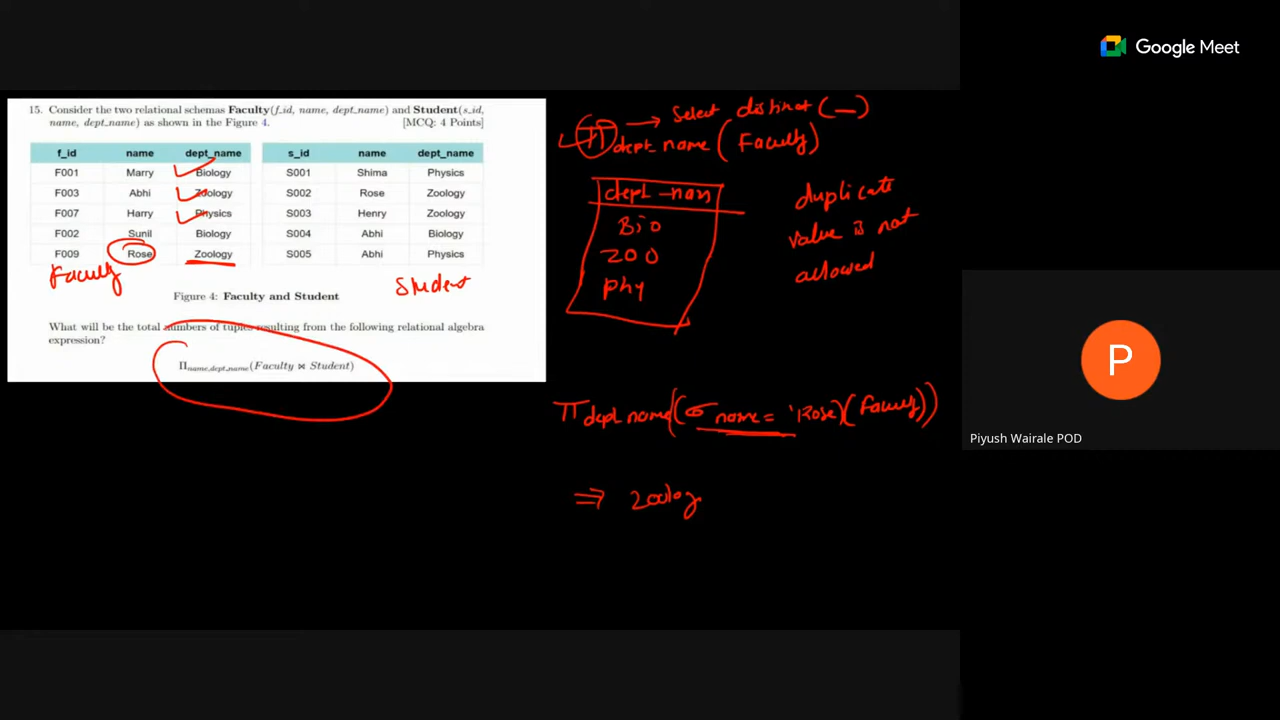 Google Meet
15. Consider the two relational schemas Faculty(f_id, name, dept_name) and Student(s_id,
name, dept_name) as shown in the Figure 4. [MCQ: 4 Points]
f_id name dept_name s_id name dept_name
F001 Marry Biology S001 Shima Physics
F003 Abhi Zoology S002 Rose Zoology
F007 Harry Physics S003 Henry Zoology
F002 Sunil Biology S004 Abhi Biology
F009 Rose Zoology S005 Abhi Physics
Faculty Student
Figure 4: Faculty and Student
What will be the total numbers of tuples resulting from the following relational algebra
expression?
Πname,dept_name(Faculty ⋈ Student)
Π → Select distinct (—)
dept_name (Faculty)
dept_nam
Bio
Zoo
Phy
duplicate
value is not
allowed
Π dept name((σ name = 'Rose)(Faculty))
⇒ Zoolog
P
Piyush Wairale POD